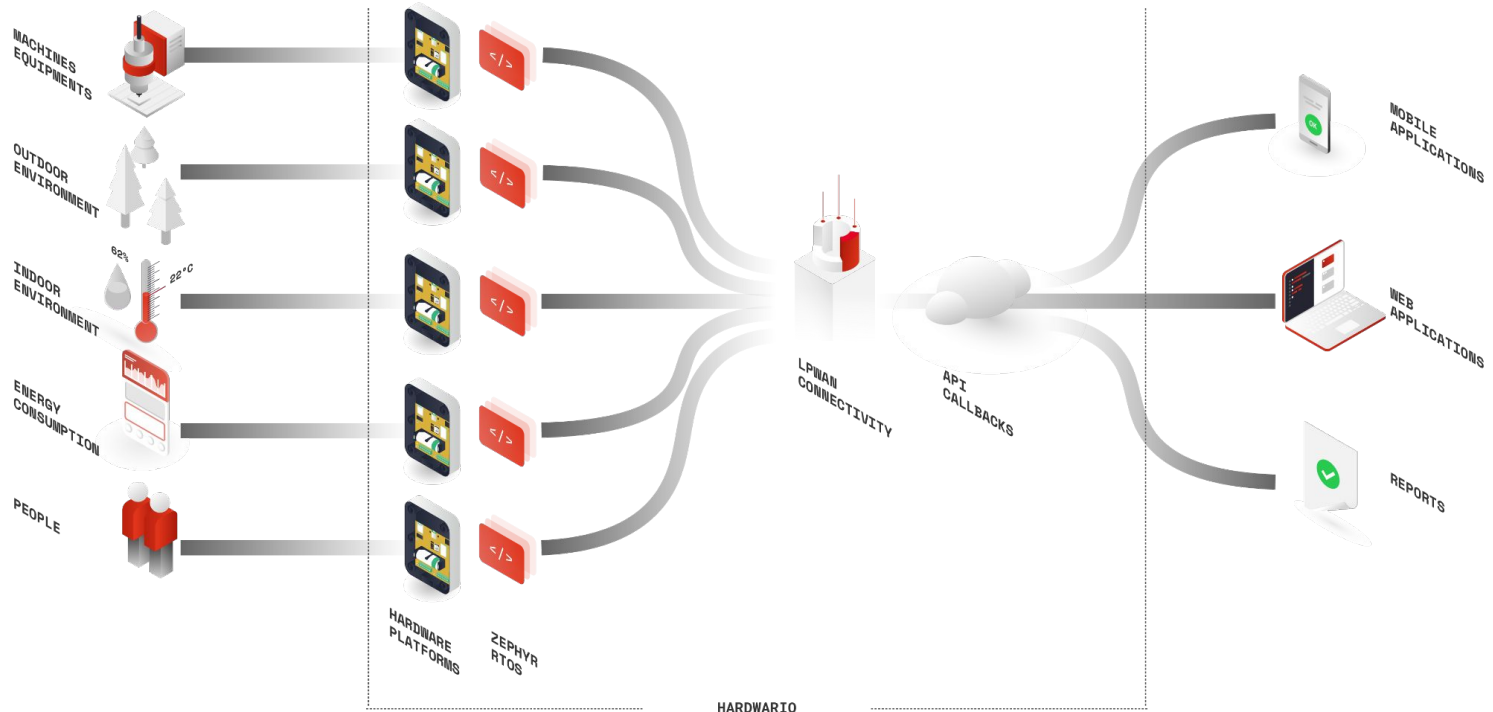 MACHINES
EQUIPMENTS
OUTDOOR
ENVIRONMENT
62%
22°C
INDOOR
ENVIRONMENT
ENERGY
CONSUMPTION
PEOPLE
</>
</>
</>
</>
</>
HARDWARE
PLATFORMS
ZEPHYR
RTOS
LPWAN
CONNECTIVITY
API
CALLBACKS
OK
MOBILE
APPLICATIONS
WEB
APPLICATIONS
REPORTS
HARDWARIO